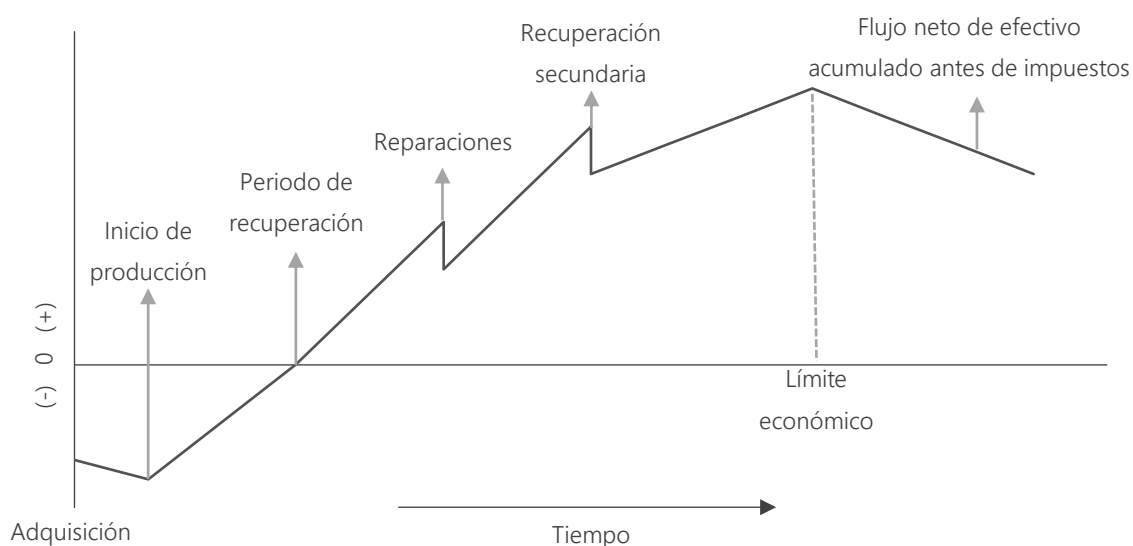 Flujo neto de efectivo
acumulado antes de impuestos
Recuperación
secundaria
Reparaciones
Periodo de
recuperación
Inicio de
producción
(-) 0 (+)
Límite
económico
Adquisición
Tiempo